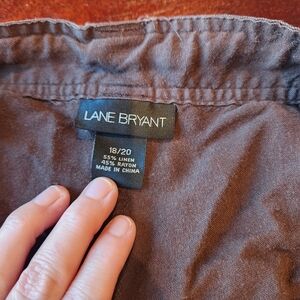 LANE BRYANT
18/20
55% LINEN
45% RAYON
MADE IN CHINA